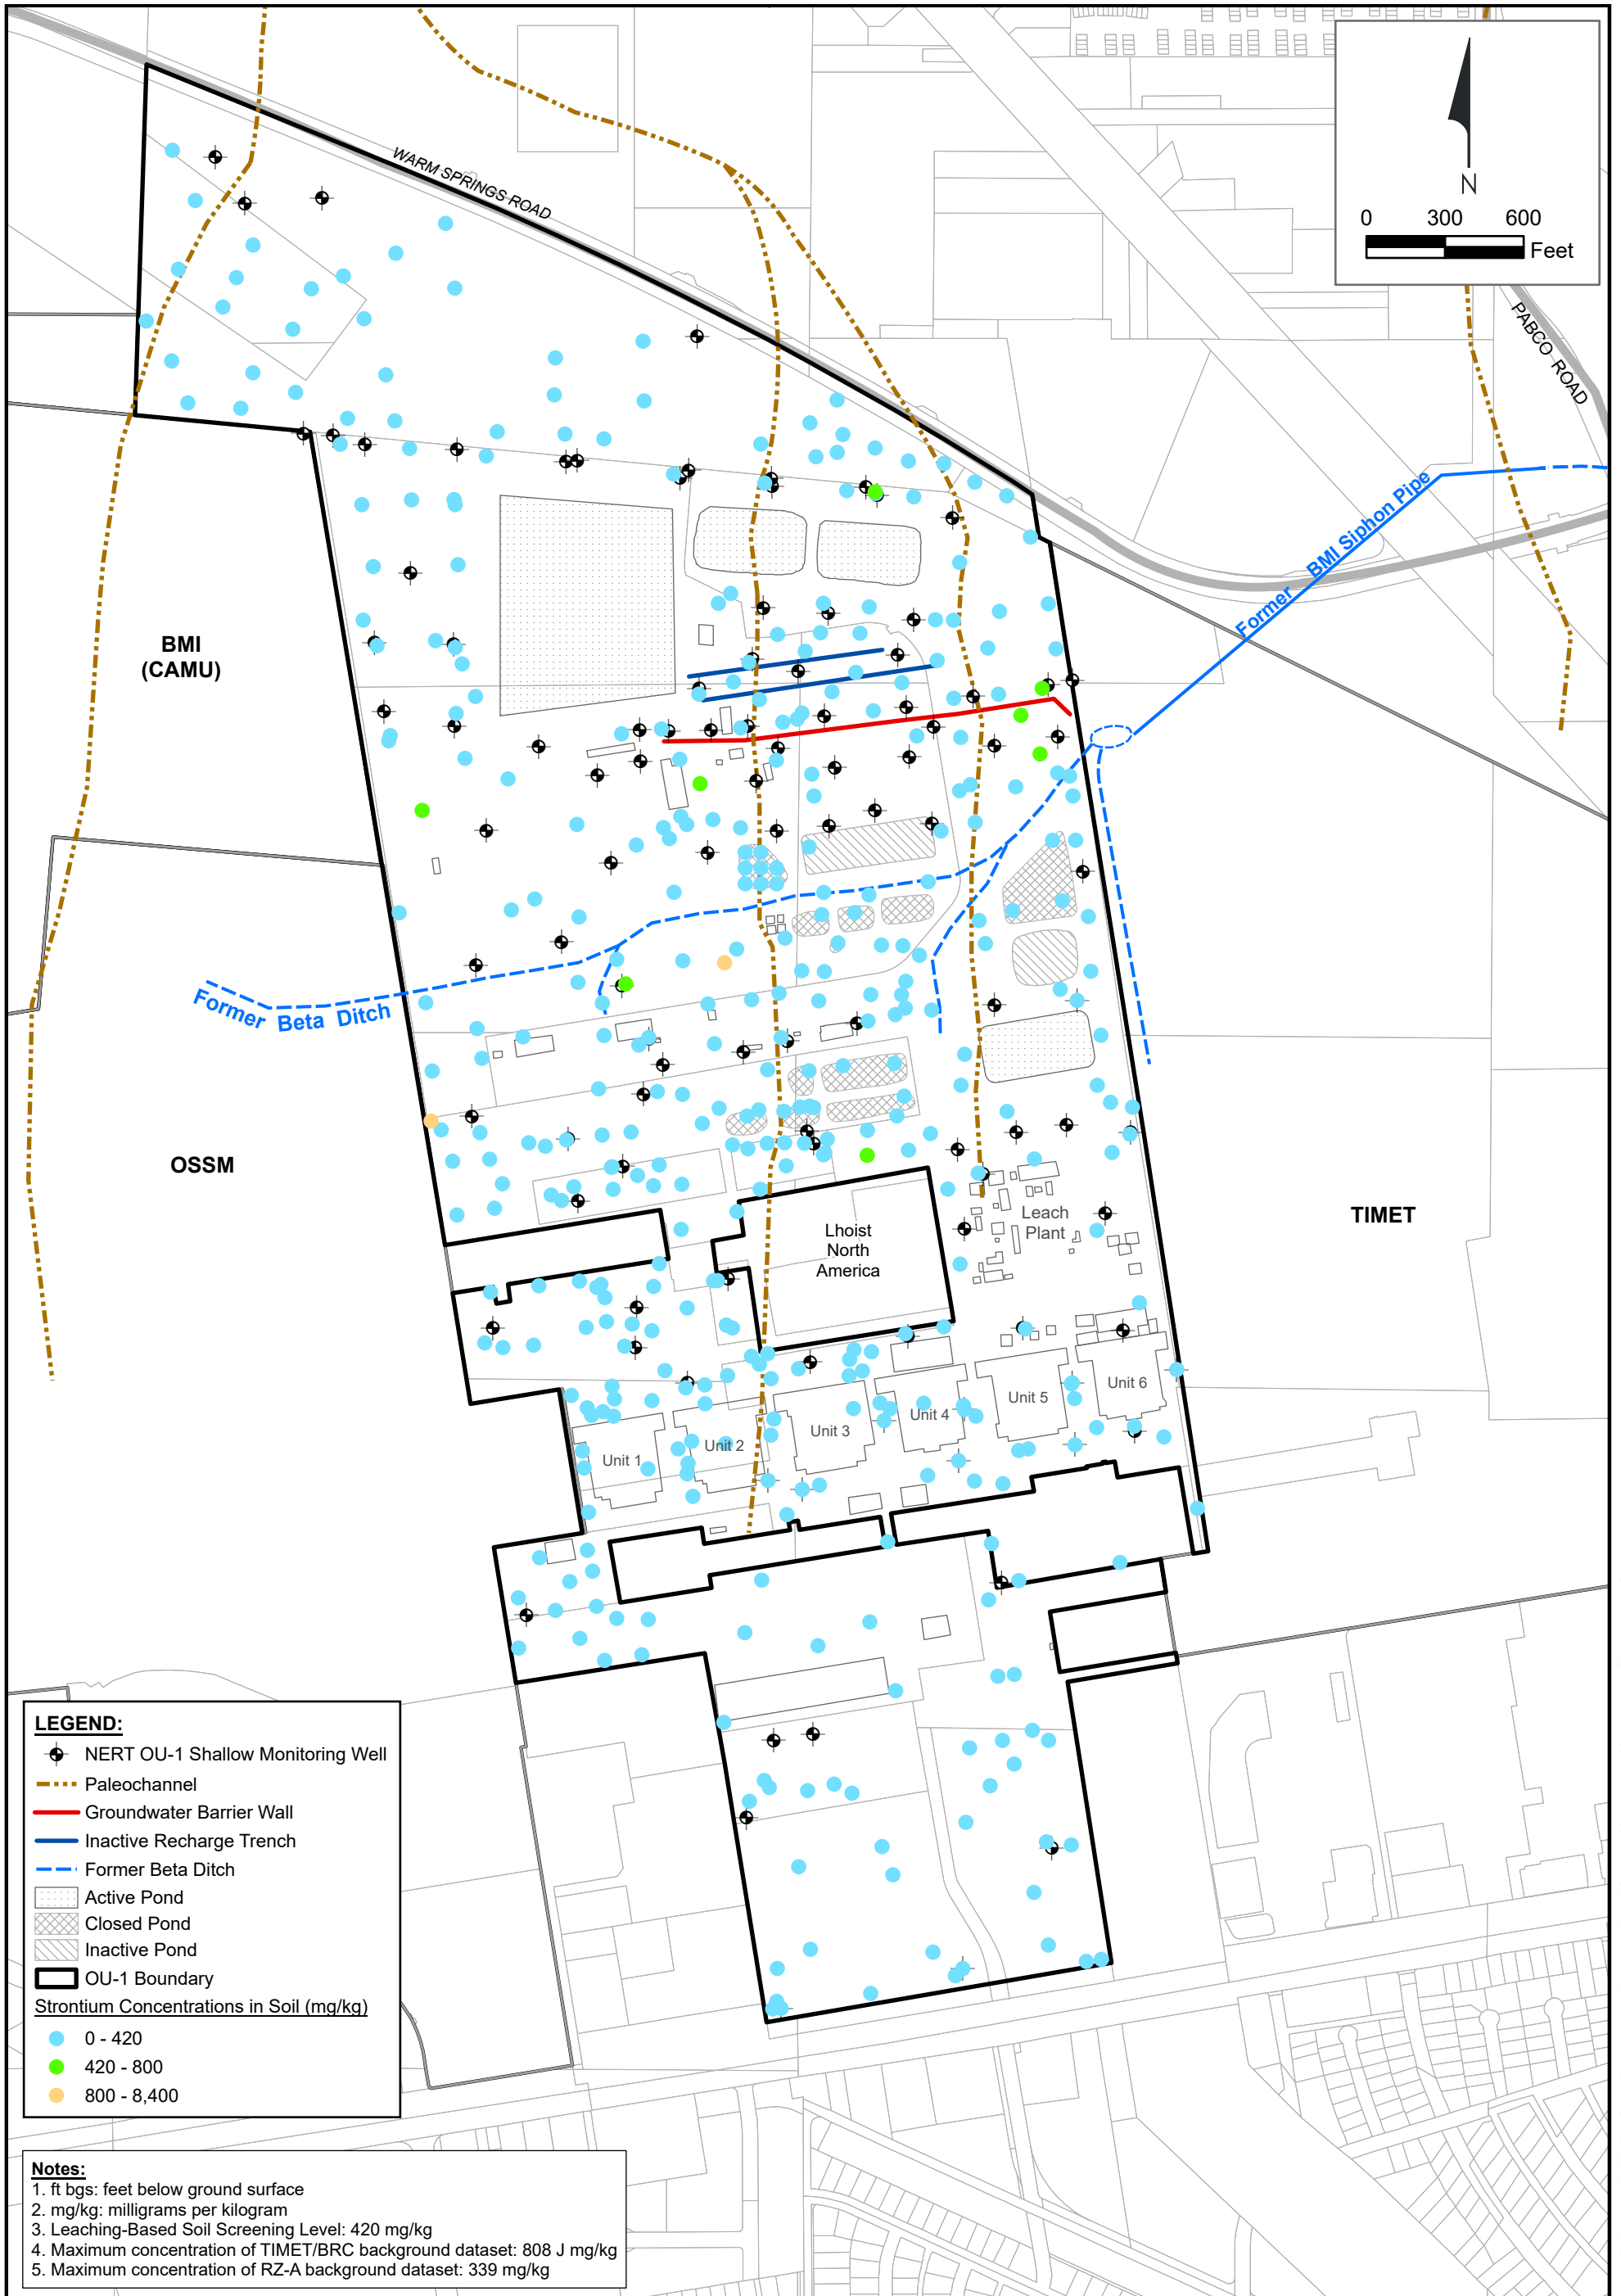 WARM SPRINGS ROAD
N
0 300 600
Feet
PABCO ROAD
Former BMI Siphon Pipe
BMI
(CAMU)
Former Beta Ditch
OSSM
TIMET
Leach
Plant
Lhoist
North
America
Unit 1
Unit 2
Unit 3
Unit 4
Unit 5
Unit 6
LEGEND:
NERT OU-1 Shallow Monitoring Well
Paleochannel
Groundwater Barrier Wall
Inactive Recharge Trench
Former Beta Ditch
Active Pond
Closed Pond
Inactive Pond
OU-1 Boundary
Strontium Concentrations in Soil (mg/kg)
0 - 420
420 - 800
800 - 8,400
Notes:
1. ft bgs: feet below ground surface
2. mg/kg: milligrams per kilogram
3. Leaching-Based Soil Screening Level: 420 mg/kg
4. Maximum concentration of TIMET/BRC background dataset: 808 J mg/kg
5. Maximum concentration of RZ-A background dataset: 339 mg/kg